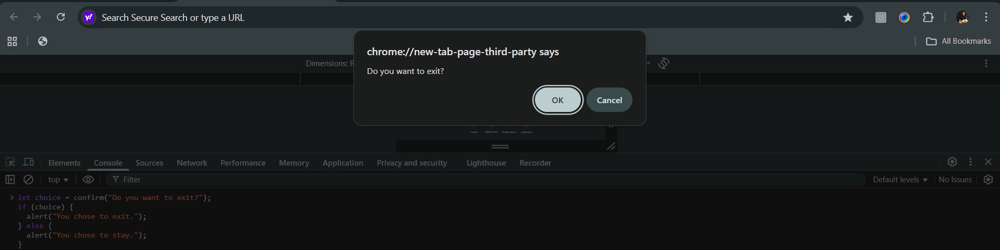 y!
Search Secure Search or type a URL
All Bookmarks
chrome://new-tab-page-third-party says
Do you want to exit?
OK
Cancel
Dimensions: R
Elements
Console
Sources
Network
Performance
Memory
Application
Privacy and security
Lighthouse
Recorder
top
Filter
Default levels
No Issues
let choice = confirm("Do you want to exit?");
if (choice) {
alert("You chose to exit.");
} else {
alert("You chose to stay.");
}